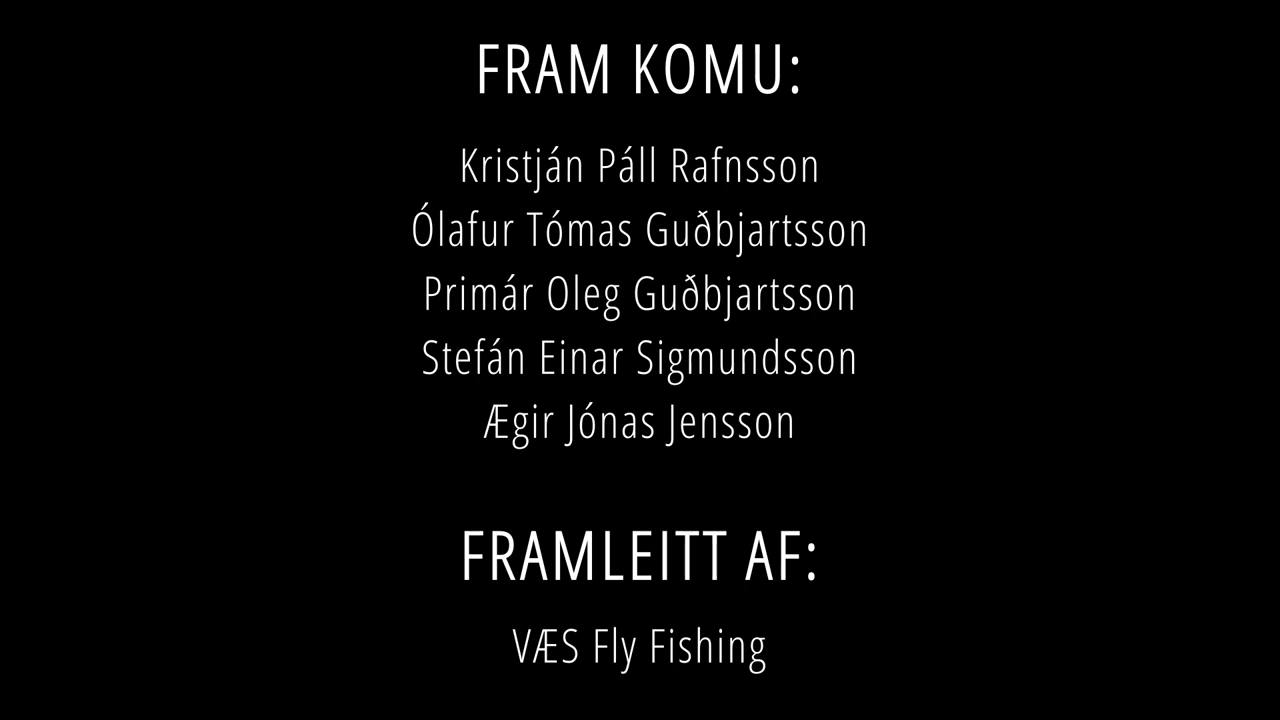 FRAM KOMU:
Kristján Páll Rafnsson
Ólafur Tómas Guðbjartsson
Primár Oleg Guðbjartsson
Stefán Einar Sigmundsson
Ægir Jónas Jensson
FRAMLEITT AF:
VÆS Fly Fishing